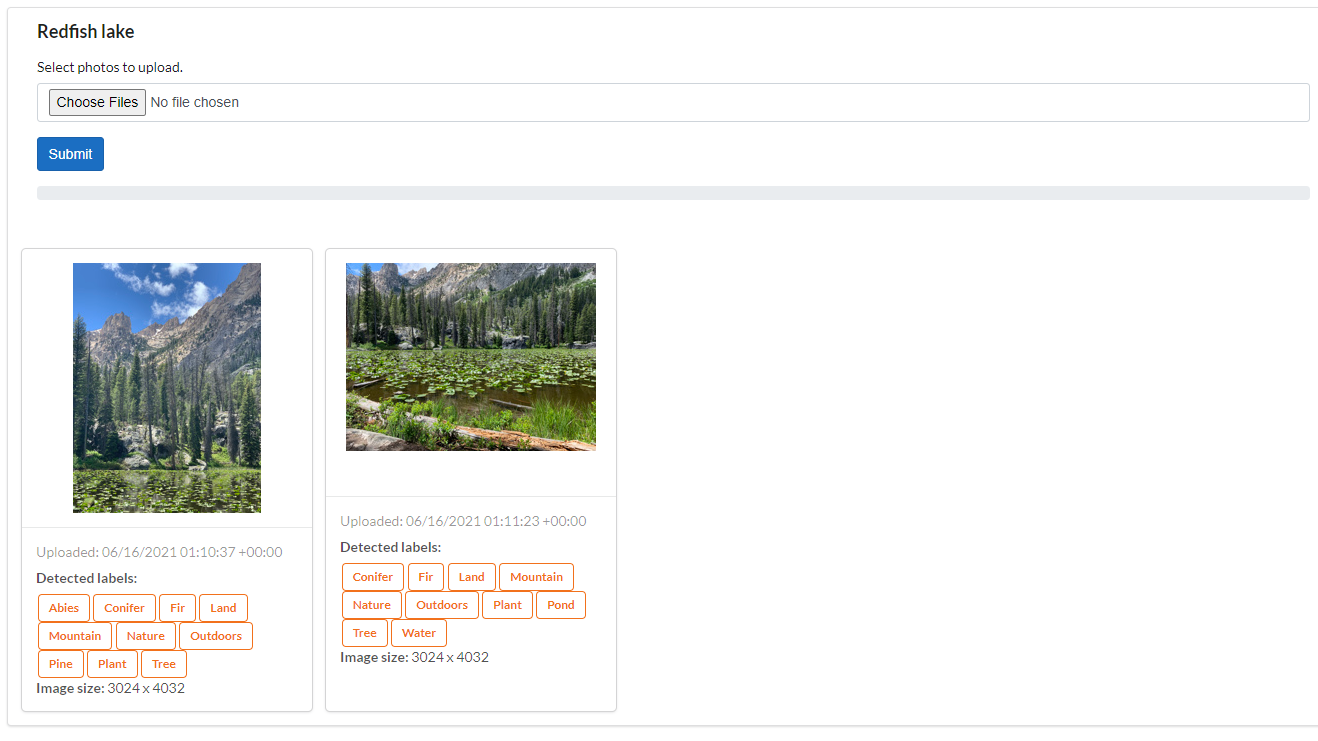 Redfish lake
Select photos to upload.
Choose Files No file chosen
Submit
Uploaded: 06/16/2021 01:10:37 +00:00
Detected labels:
Abies Conifer Fir Land
Mountain Nature Outdoors
Pine Plant Tree
Image size: 3024 x 4032
Uploaded: 06/16/2021 01:11:23 +00:00
Detected labels:
Conifer Fir Land Mountain
Nature Outdoors Plant Pond
Tree Water
Image size: 3024 x 4032